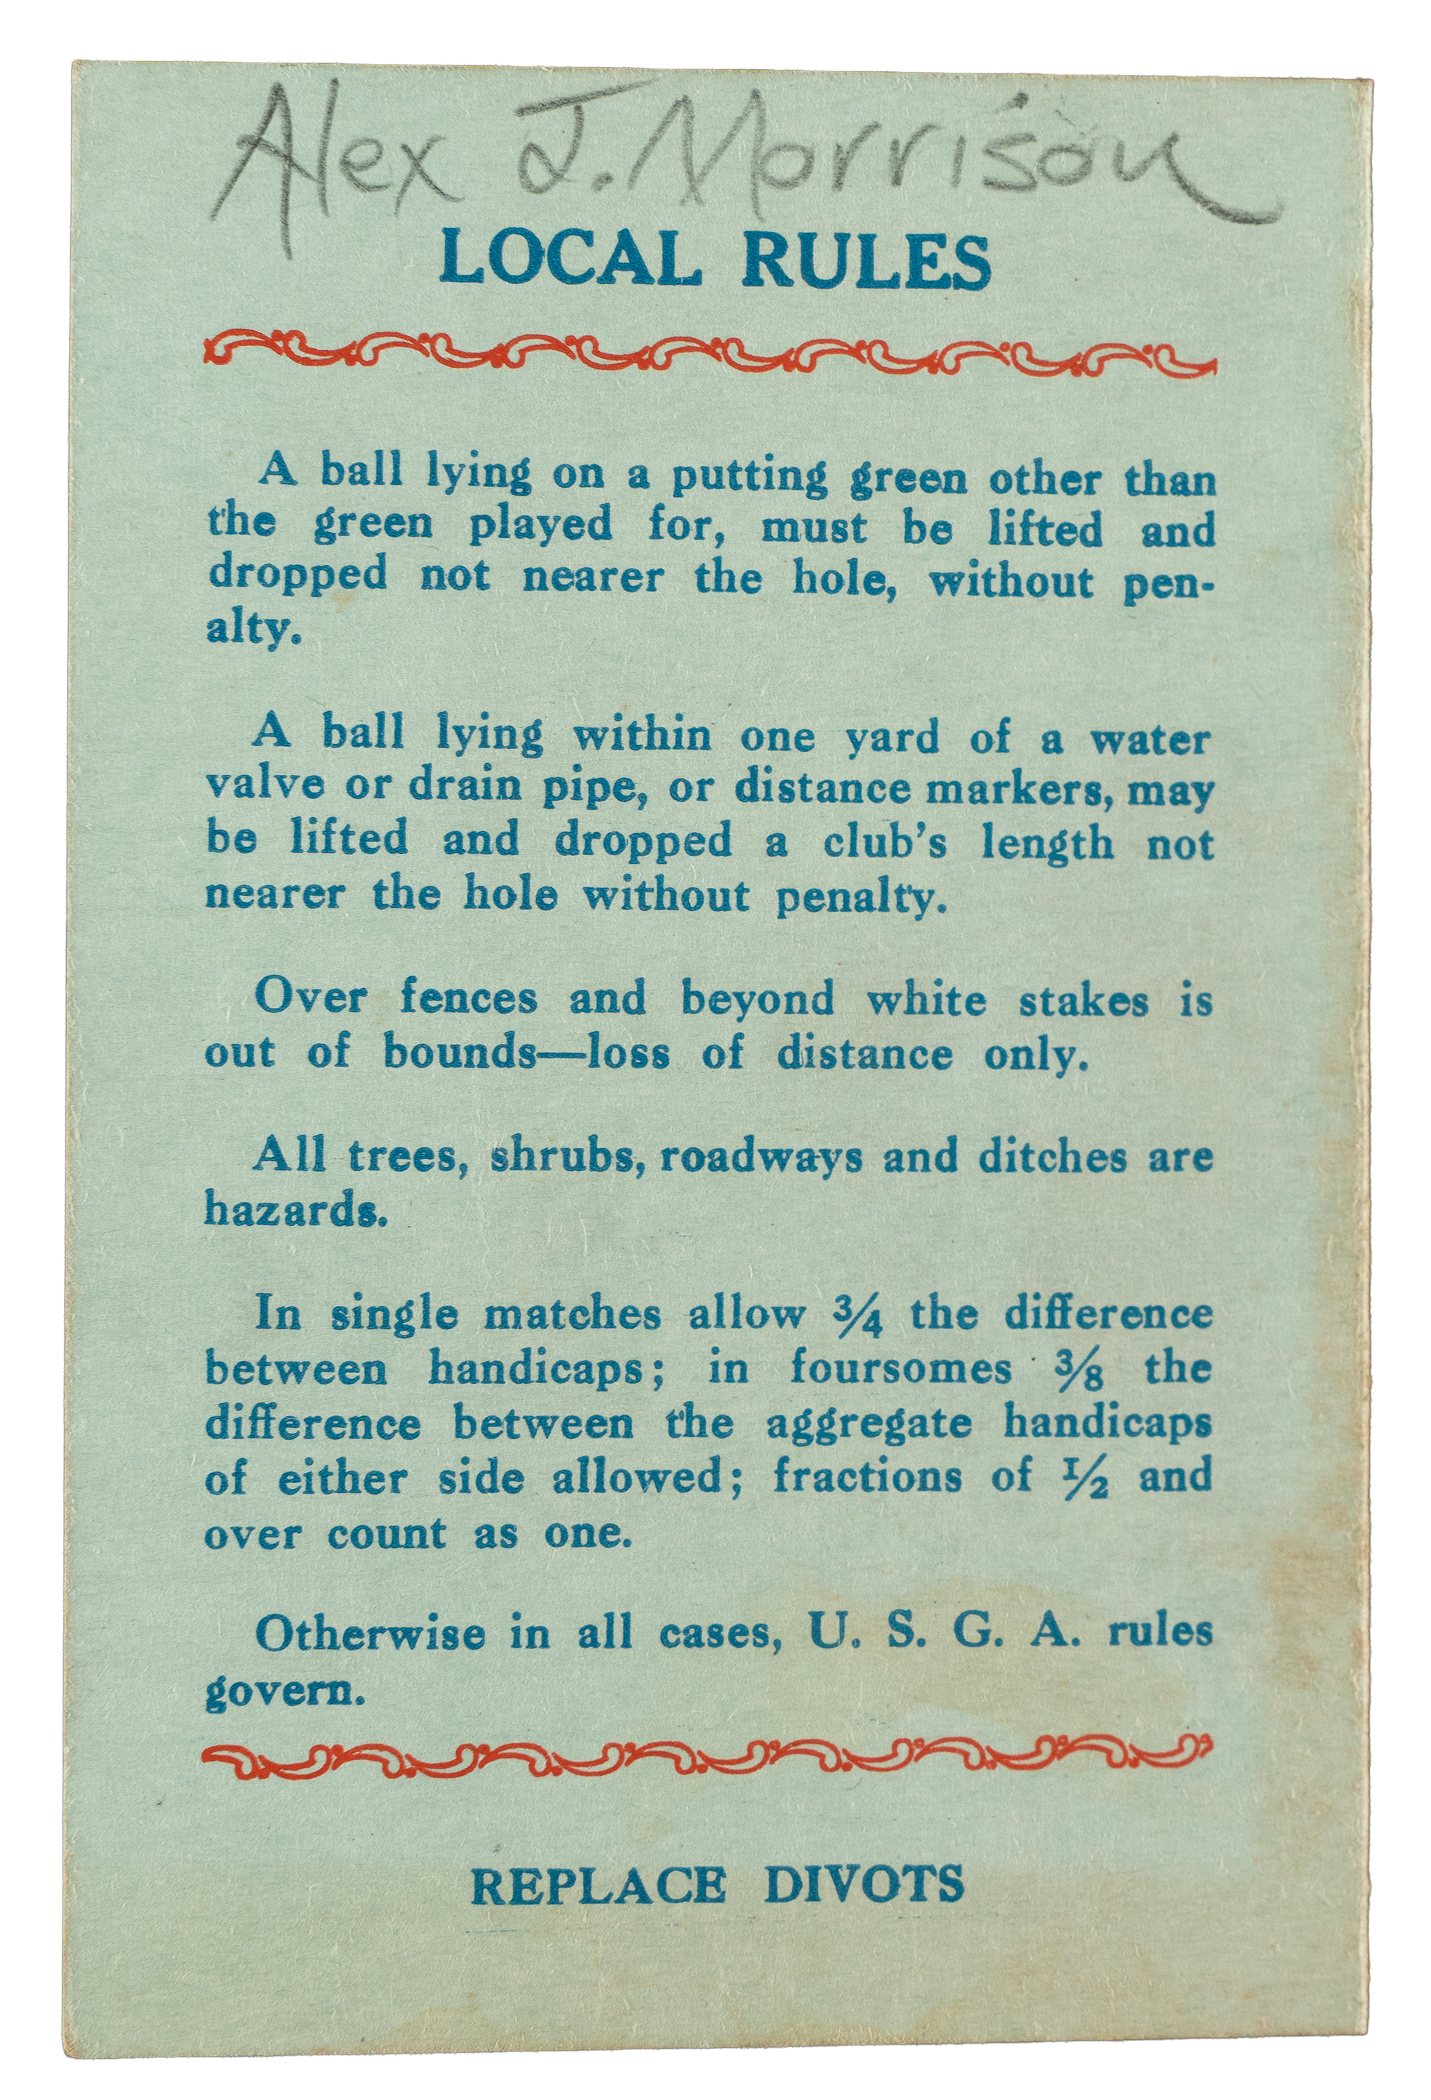 Alex J. Morrison
LOCAL RULES
A ball lying on a putting green other than
the green played for, must be lifted and
dropped not nearer the hole, without pen-
alty.
A ball lying within one yard of a water
valve or drain pipe, or distance markers, may
be lifted and dropped a club's length not
nearer the hole without penalty.
Over fences and beyond white stakes is
out of bounds—loss of distance only.
All trees, shrubs, roadways and ditches are
hazards.
In single matches allow 3/4 the difference
between handicaps; in foursomes 3/8 the
difference between the aggregate handicaps
of either side allowed; fractions of 1/2 and
over count as one.
Otherwise in all cases, U. S. G. A. rules
govern.
REPLACE DIVOTS